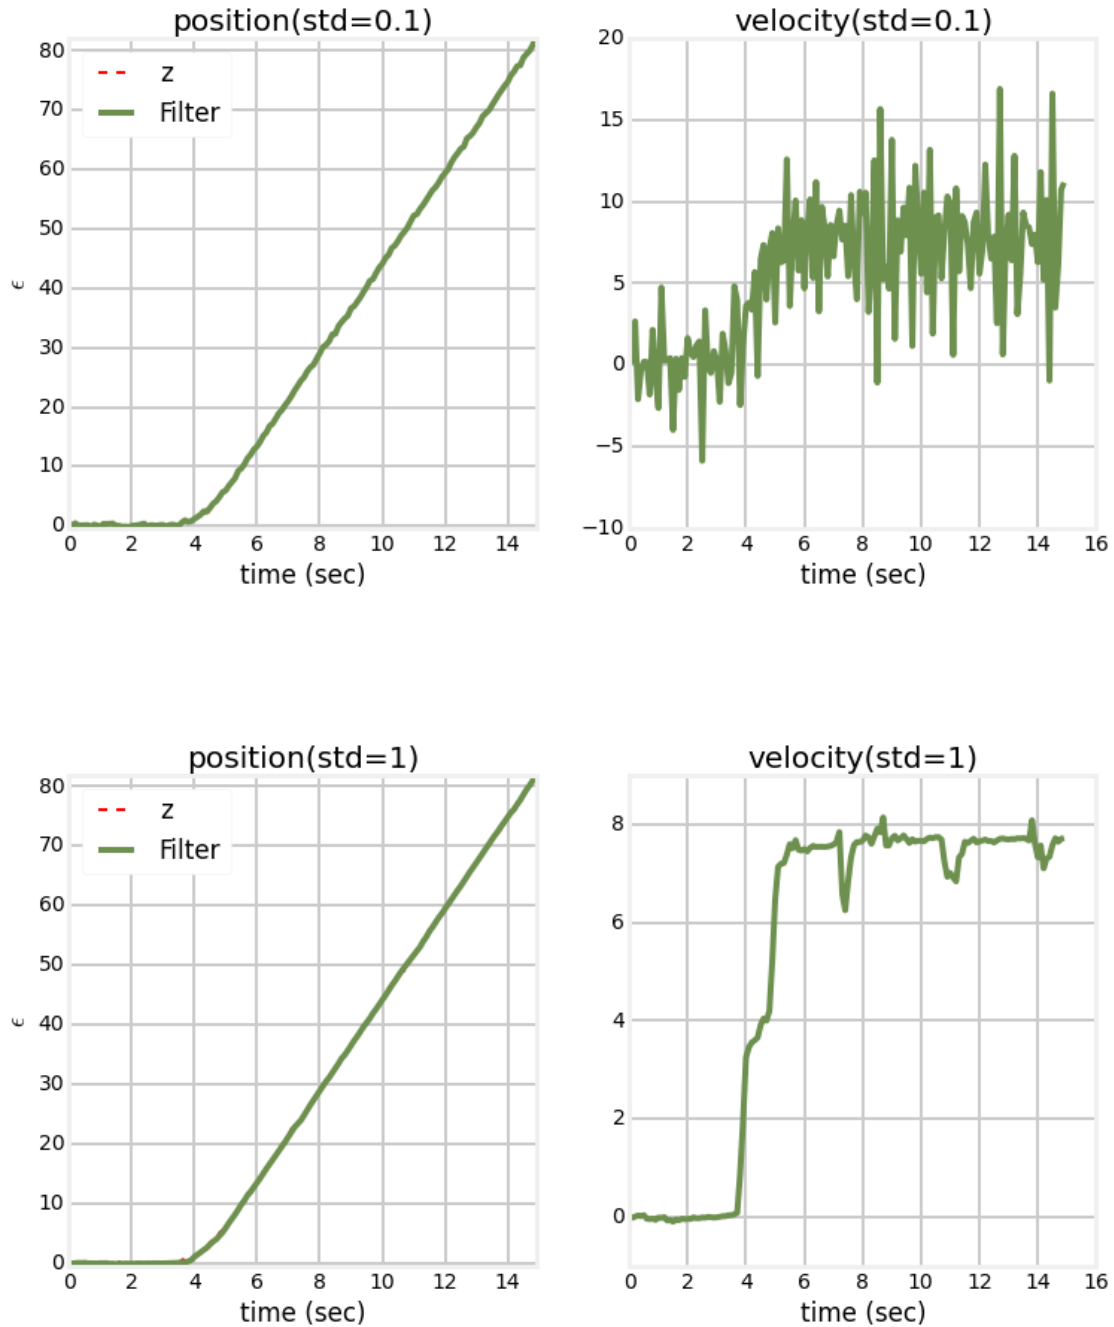 position(std=0.1)
80
70
60
50
40
30
20
10
0
ϵ
z
Filter
0 2 4 6 8 10 12 14
time (sec)
velocity(std=0.1)
20
15
10
5
0
−5
−10
0 2 4 6 8 10 12 14 16
time (sec)
position(std=1)
80
70
60
50
40
30
20
10
0
ϵ
z
Filter
0 2 4 6 8 10 12 14
time (sec)
velocity(std=1)
8
6
4
2
0
0 2 4 6 8 10 12 14 16
time (sec)